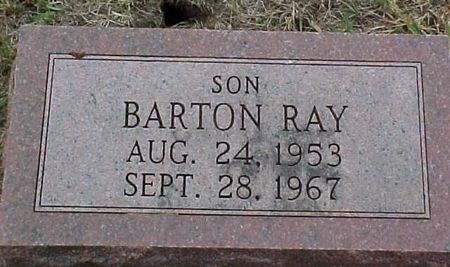 SON
BARTON RAY
AUG. 24, 1953
SEPT. 28, 1967